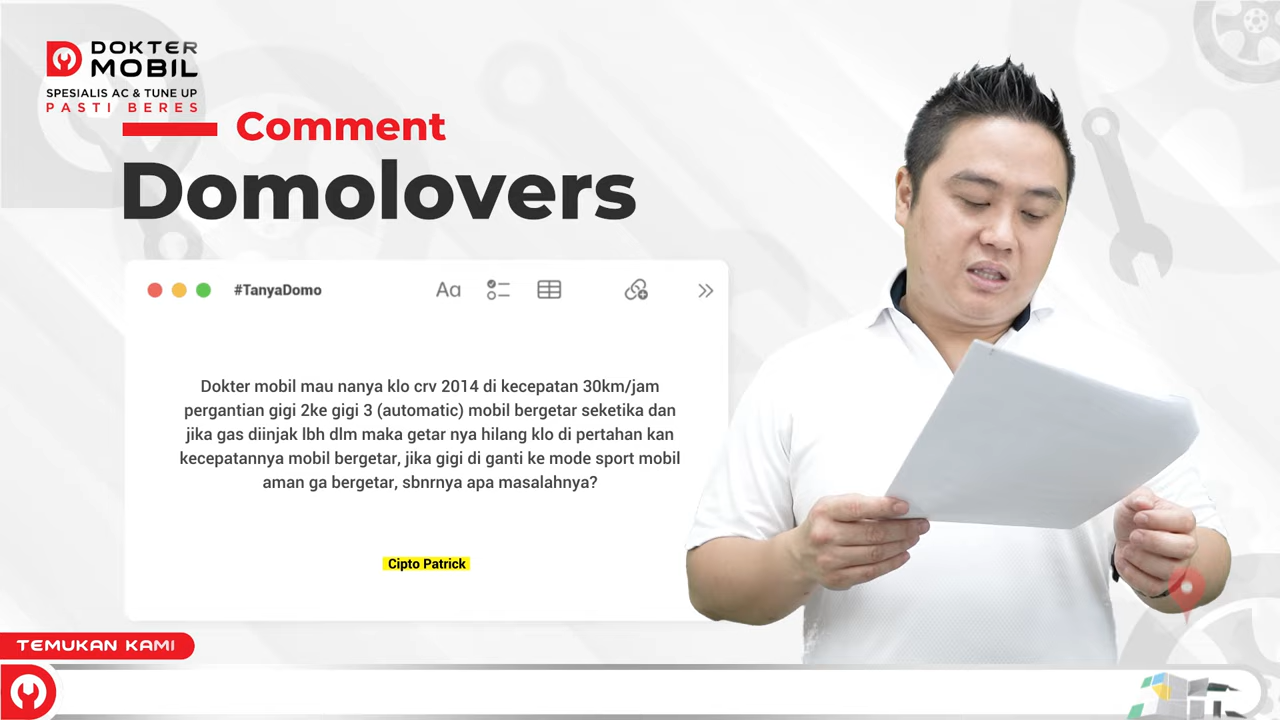 DOKTER
MOBIL
SPESIALIS AC & TUNE UP
PASTI BERES
Comment
Domolovers
#TanyaDomo
Aa
Dokter mobil mau nanya klo crv 2014 di kecepatan 30km/jam
pergantian gigi 2ke gigi 3 (automatic) mobil bergetar seketika dan
jika gas diinjak lbh dlm maka getar nya hilang klo di pertahan kan
kecepatannya mobil bergetar, jika gigi di ganti ke mode sport mobil
aman ga bergetar, sbnrnya apa masalahnya?
Cipto Patrick
TEMUKAN KAMI